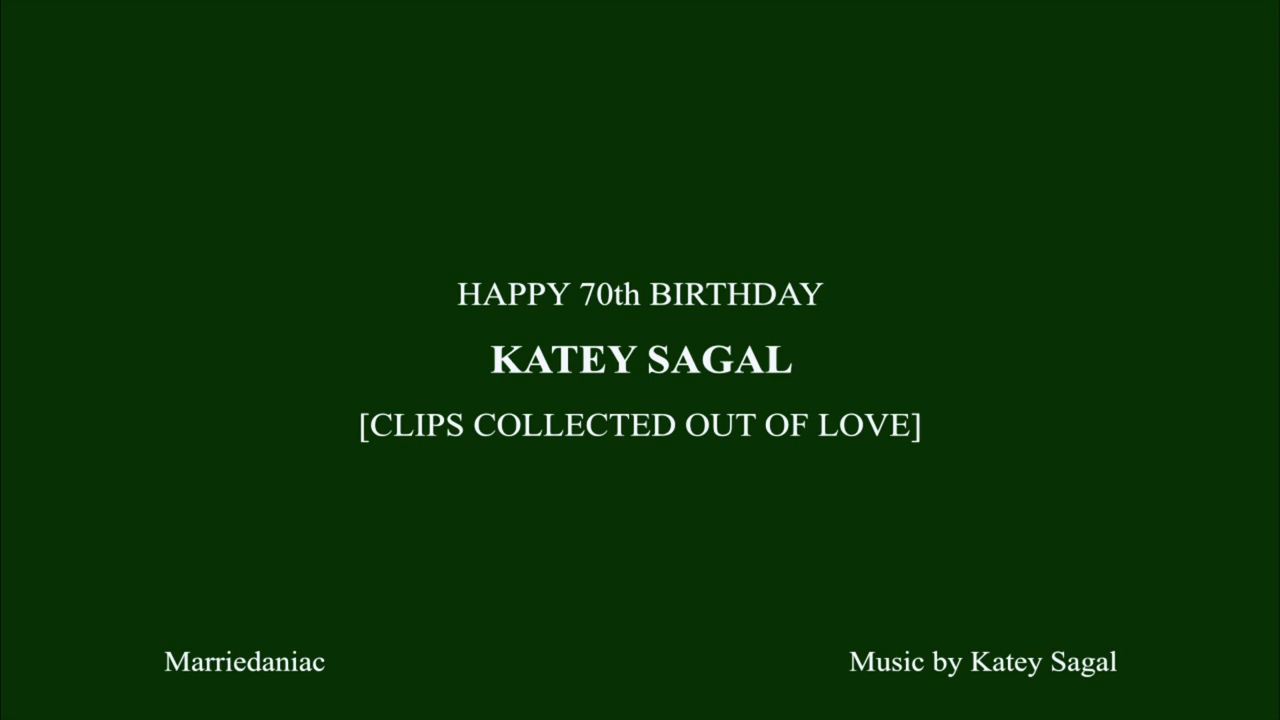 HAPPY 70th BIRTHDAY
KATEY SAGAL
[CLIPS COLLECTED OUT OF LOVE]
Marriedaniac
Music by Katey Sagal